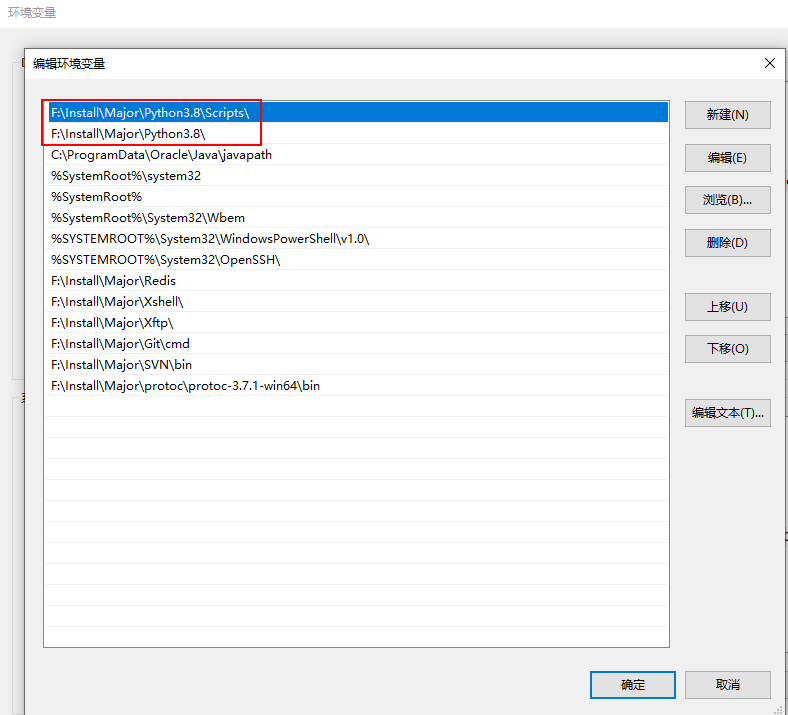 环境变量
编辑环境变量
F:\Install\Major\Python3.8\Scripts\
F:\Install\Major\Python3.8\
C:\ProgramData\Oracle\Java\javapath
%SystemRoot%\system32
%SystemRoot%
%SystemRoot%\System32\Wbem
%SYSTEMROOT%\System32\WindowsPowerShell\v1.0\
%SYSTEMROOT%\System32\OpenSSH\
F:\Install\Major\Redis
F:\Install\Major\Xshell\
F:\Install\Major\Xftp\
F:\Install\Major\Git\cmd
F:\Install\Major\SVN\bin
F:\Install\Major\protoc\protoc-3.7.1-win64\bin
新建(N)
编辑(E)
浏览(B)...
删除(D)
上移(U)
下移(O)
编辑文本(T)...
确定
取消